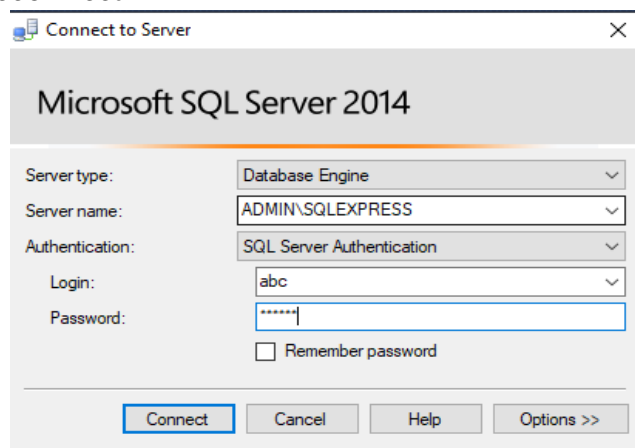 Connect to Server
Microsoft SQL Server 2014
Server type: Database Engine
Server name: ADMIN\SQLEXPRESS
Authentication: SQL Server Authentication
Login: abc
Password: ******
Remember password
Connect Cancel Help Options >>